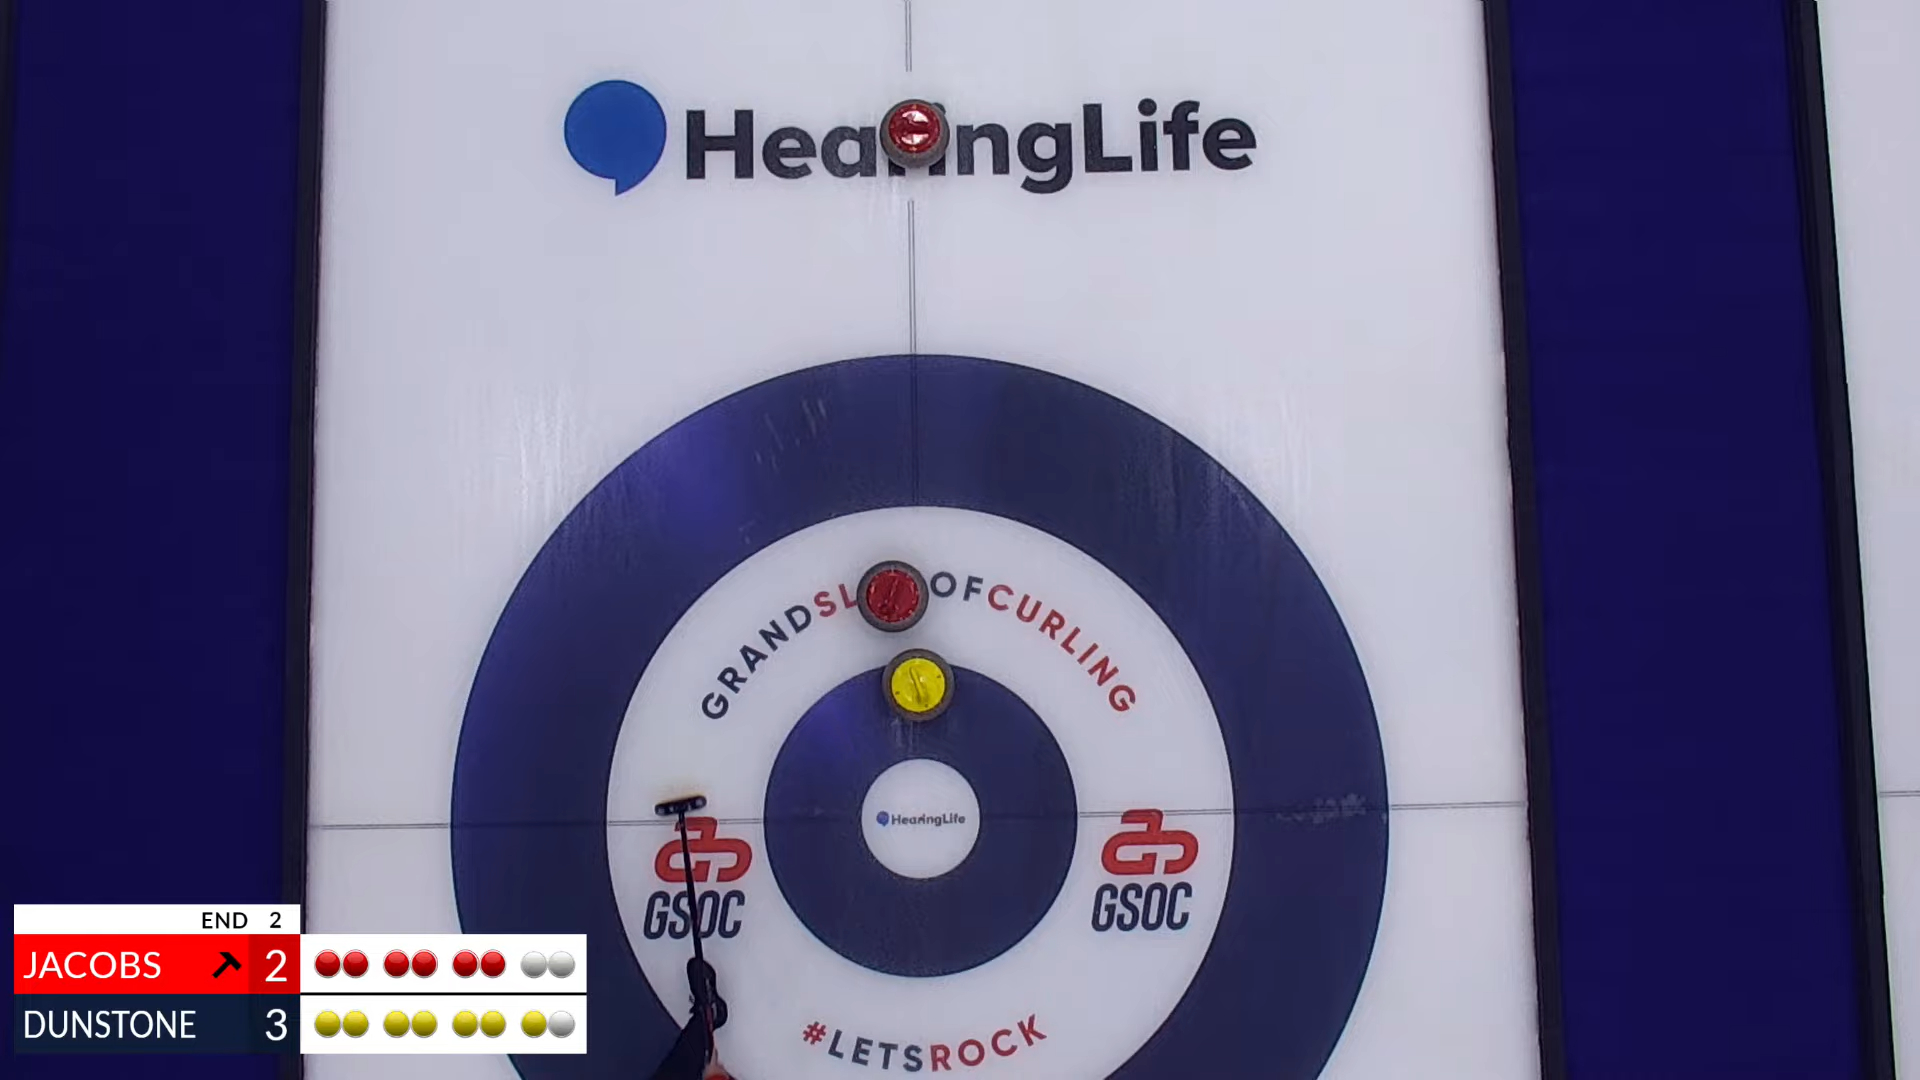 HearingLife
GRANDSL OFCURLING
HearingLife
GSOC
GSOC
#LETSROCK
END 2
JACOBS 2
DUNSTONE 3